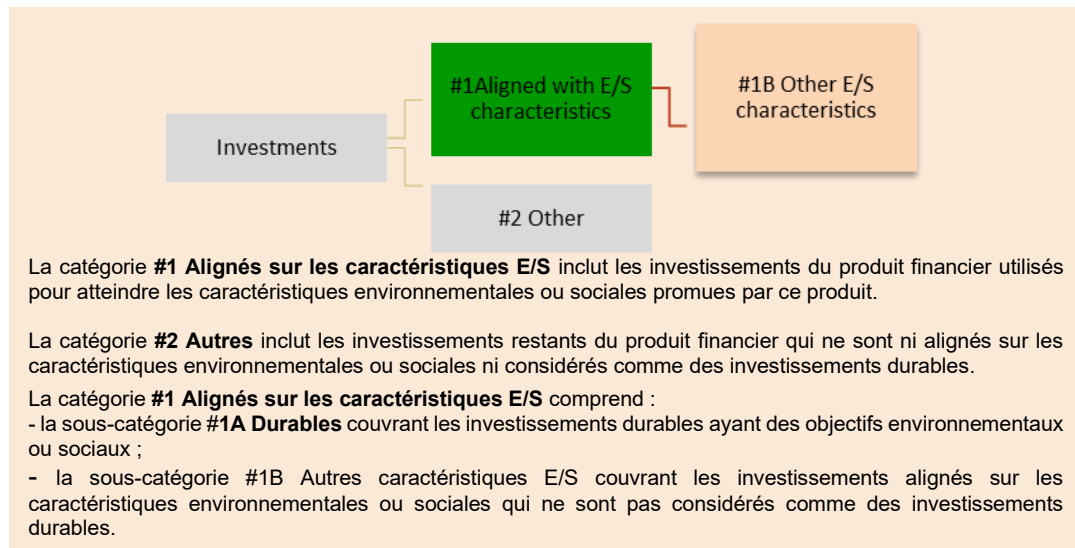 #1Aligned with E/S
characteristics
#1B Other E/S
characteristics
Investments
#2 Other
La catégorie #1 Alignés sur les caractéristiques E/S inclut les investissements du produit financier utilisés
pour atteindre les caractéristiques environnementales ou sociales promues par ce produit.
La catégorie #2 Autres inclut les investissements restants du produit financier qui ne sont ni alignés sur les
caractéristiques environnementales ou sociales ni considérés comme des investissements durables.
La catégorie #1 Alignés sur les caractéristiques E/S comprend :
- la sous-catégorie #1A Durables couvrant les investissements durables ayant des objectifs environnementaux
ou sociaux ;
- la sous-catégorie #1B Autres caractéristiques E/S couvrant les investissements alignés sur les
caractéristiques environnementales ou sociales qui ne sont pas considérés comme des investissements
durables.